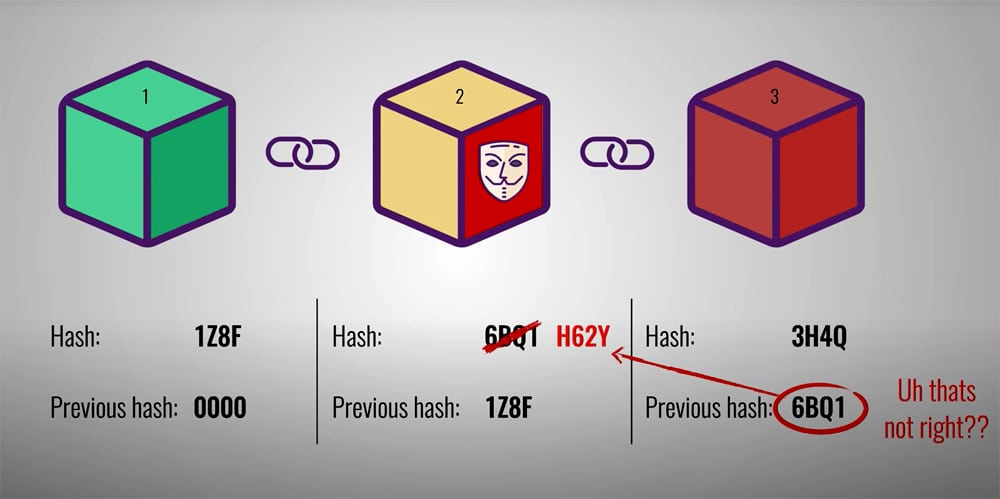 1
2
3
Hash: 1Z8F
Previous hash: 0000
Hash: 6BQ1 H62Y
Previous hash: 1Z8F
Hash: 3H4Q
Previous hash: 6BQ1
Uh thats
not right??